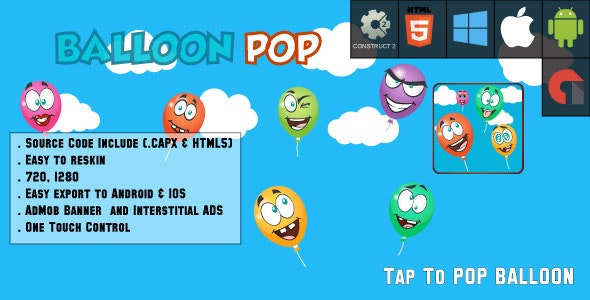 BALLOON POP
CONSTRUCT 2
HTML
5
. Source Code Include (.CAPX & HTML5)
. Easy to reskin
. 720, 1280
. Easy export to Android & IOS
. AdMob Banner and Interstitial ADS
. One Touch Control
Tap To POP BALLOON